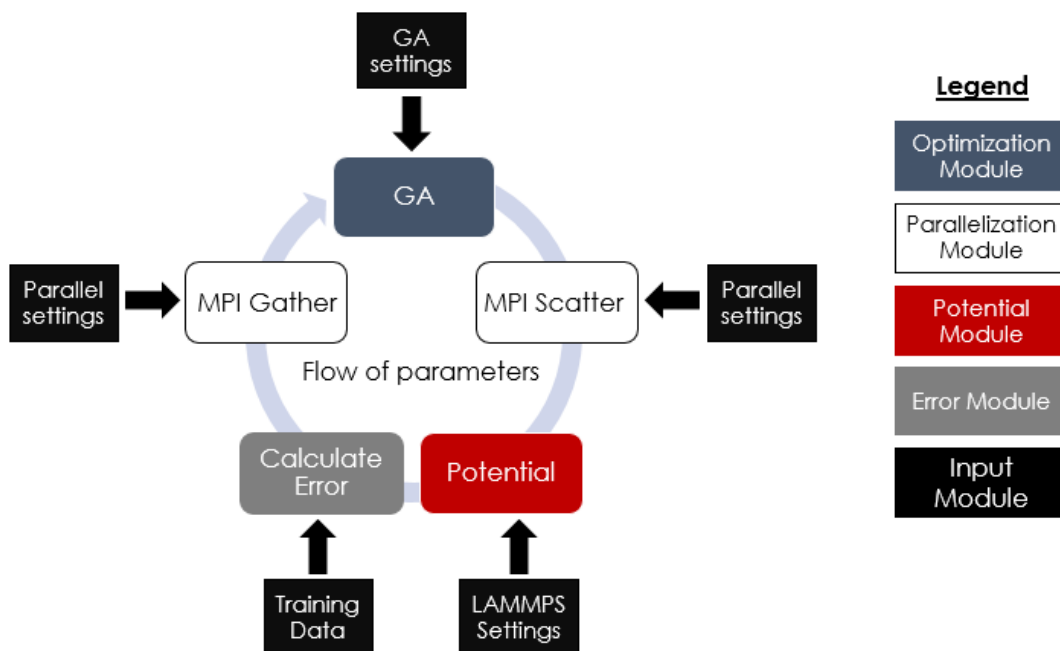 GA
settings
GA
MPI Gather
MPI Scatter
Parallel
settings
Parallel
settings
Flow of parameters
Calculate
Error
Potential
Training
Data
LAMMPS
Settings
Legend
Optimization
Module
Parallelization
Module
Potential
Module
Error Module
Input
Module